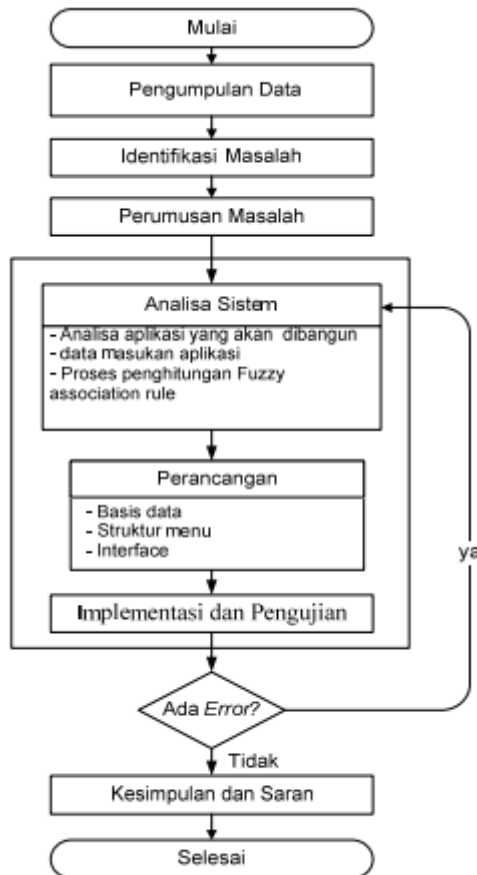 Mulai
Pengumpulan Data
Identifikasi Masalah
Perumusan Masalah
Analisa Sistem
- Analisa aplikasi yang akan dibangun
- data masukan aplikasi
- Proses penghitungan Fuzzy
association rule
Perancangan
- Basis data
- Struktur menu
- Interface
ya
Implementasi dan Pengujian
Ada Error?
Tidak
Kesimpulan dan Saran
Selesai